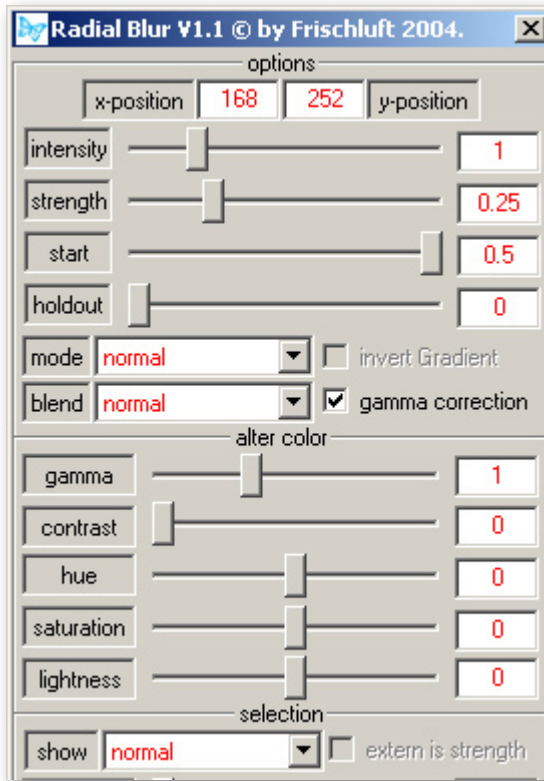 Radial Blur V1.1 © by Frischluft 2004.
options
x-position 168 252 y-position
intensity 1
strength 0.25
start 0.5
holdout 0
mode normal invert Gradient
blend normal gamma correction
alter color
gamma 1
contrast 0
hue 0
saturation 0
lightness 0
selection
show normal extern is strength